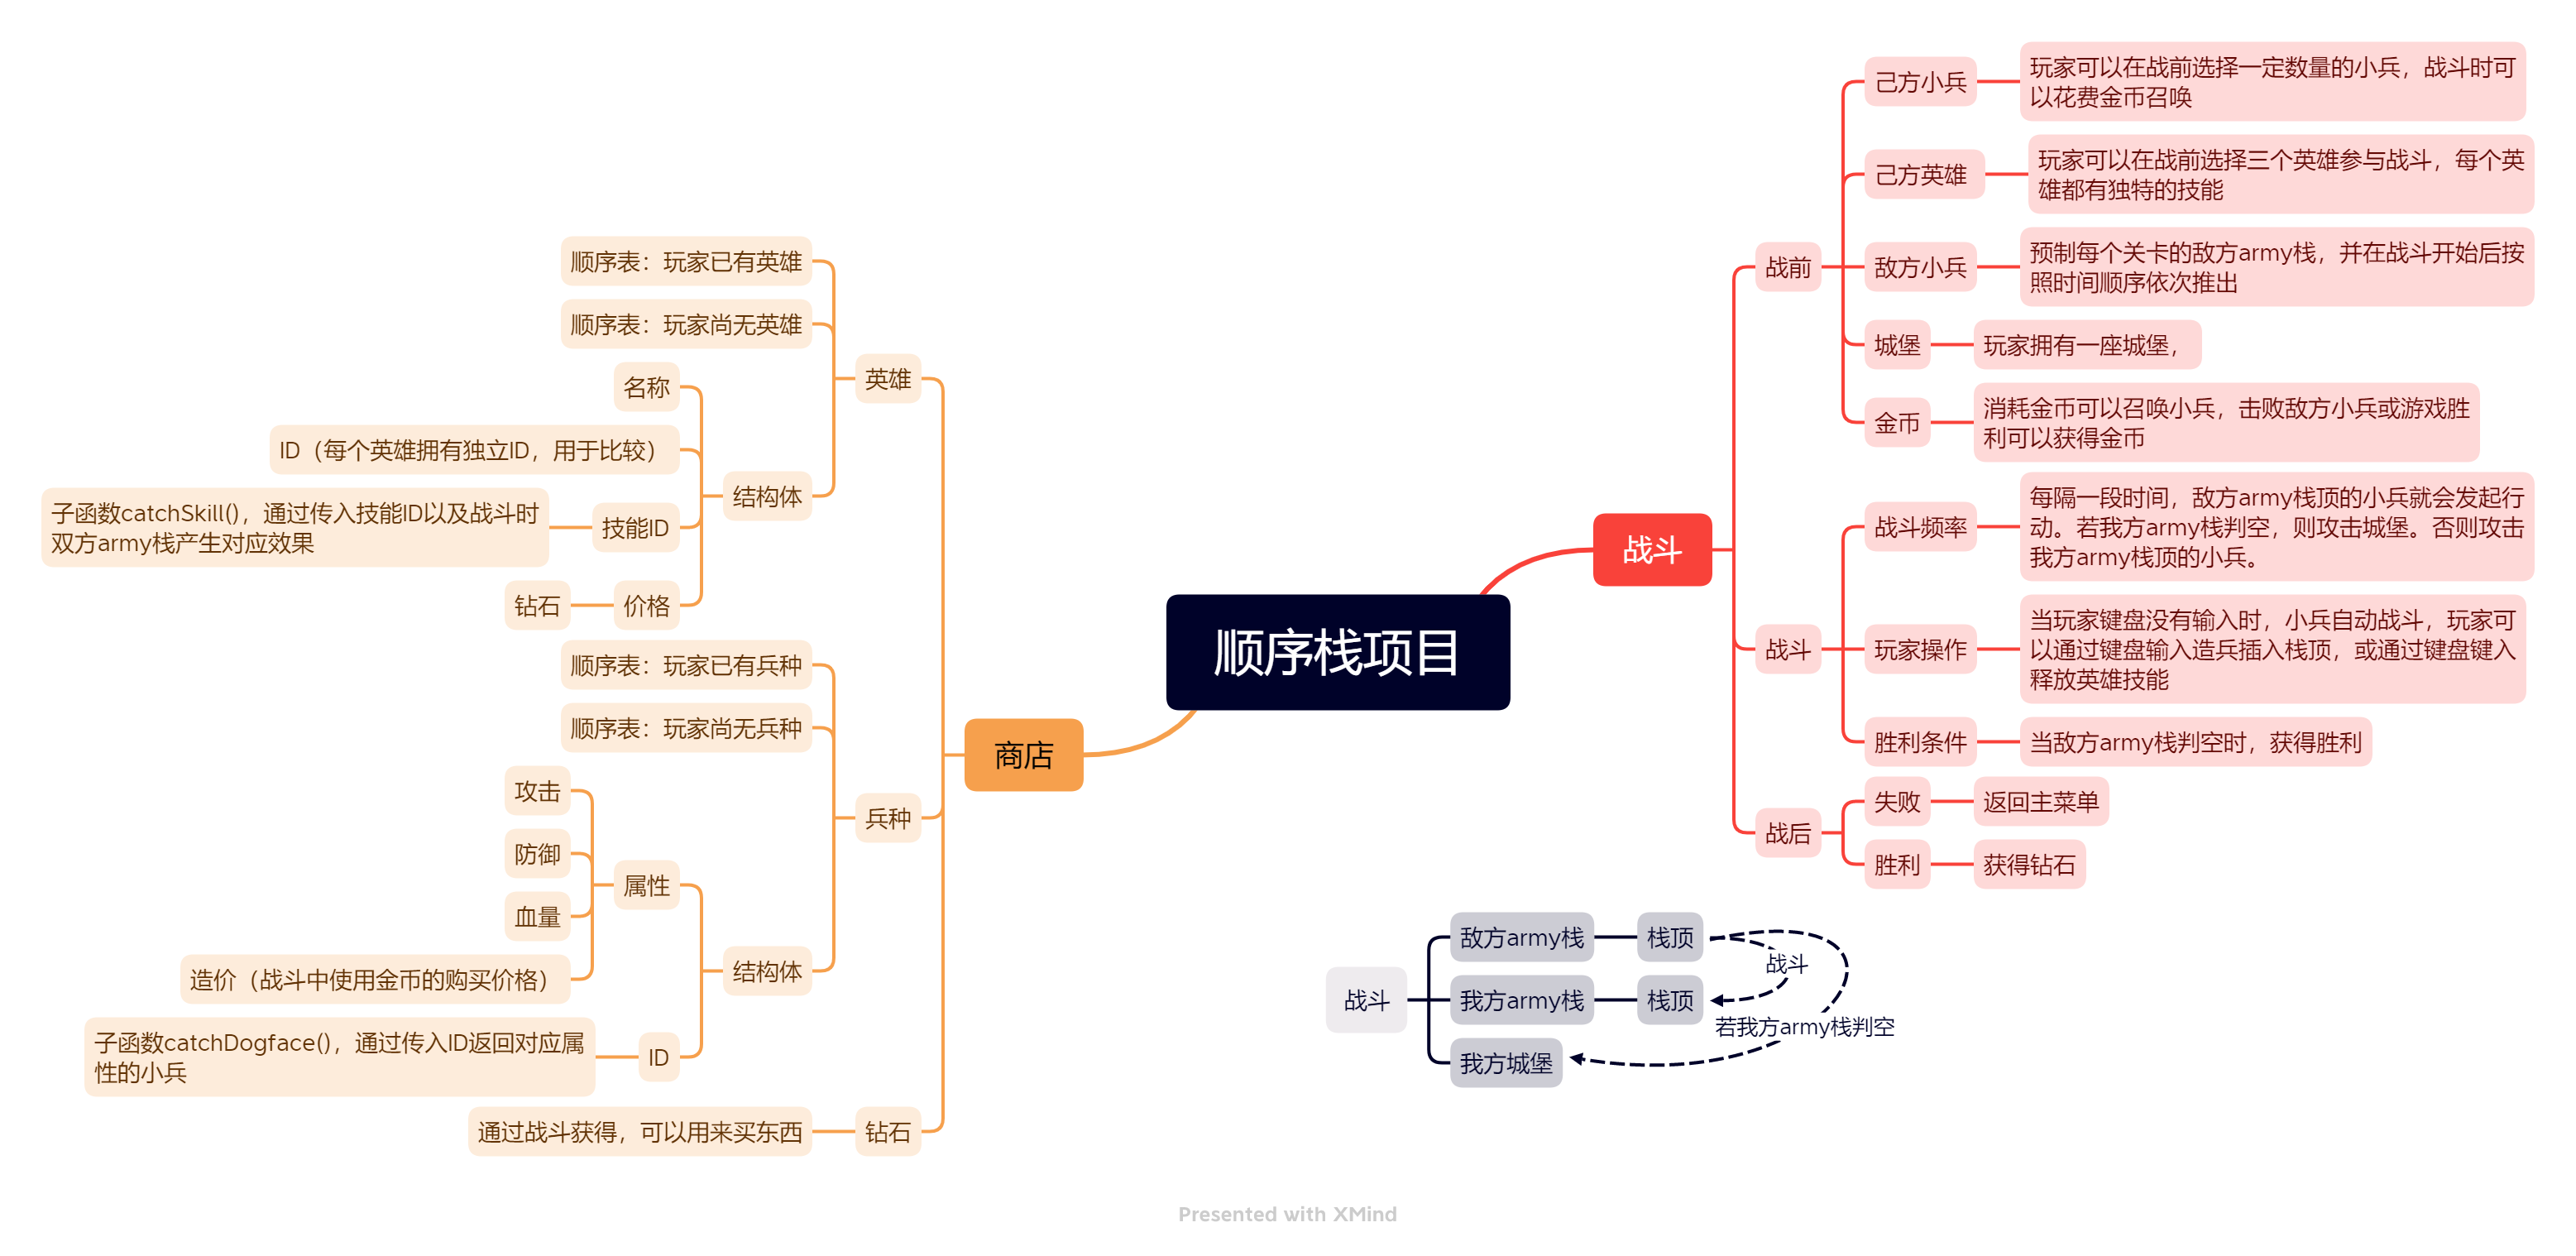 顺序栈项目
战斗
战前
己方小兵
玩家可以在战前选择一定数量的小兵，战斗时可
以花费金币召唤
己方英雄
玩家可以在战前选择三个英雄参与战斗，每个英
雄都有独特的技能
敌方小兵
预制每个关卡的敌方army栈，并在战斗开始后按
照时间顺序依次推出
城堡
玩家拥有一座城堡，
金币
消耗金币可以召唤小兵，击败敌方小兵或游戏胜
利可以获得金币
战斗
战斗频率
每隔一段时间，敌方army栈顶的小兵就会发起行
动。若我方army栈判空，则攻击城堡。否则攻击
我方army栈顶的小兵。
玩家操作
当玩家键盘没有输入时，小兵自动战斗，玩家可
以通过键盘输入造兵插入栈顶，或通过键盘键入
释放英雄技能
胜利条件
当敌方army栈判空时，获得胜利
战后
失败
返回主菜单
胜利
获得钻石
商店
英雄
顺序表：玩家已有英雄
顺序表：玩家尚无英雄
结构体
名称
ID（每个英雄拥有独立ID，用于比较）
技能ID
子函数catchSkill()，通过传入技能ID以及战斗时
双方army栈产生对应效果
价格
钻石
兵种
顺序表：玩家已有兵种
顺序表：玩家尚无兵种
结构体
属性
攻击
防御
血量
造价（战斗中使用金币的购买价格）
ID
子函数catchDogface()，通过传入ID返回对应属
性的小兵
钻石
通过战斗获得，可以用来买东西
战斗
敌方army栈
栈顶
我方army栈
栈顶
我方城堡
战斗
若我方army栈判空
Presented with XMind